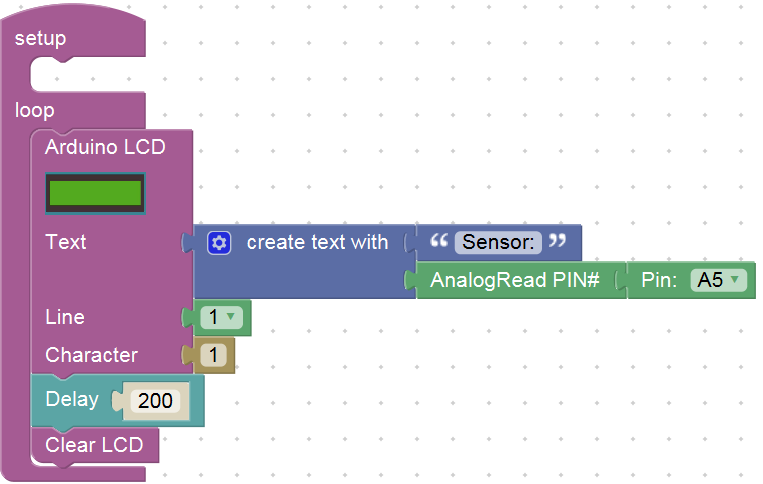 setup
loop
Arduino LCD
Text create text with “ Sensor: ”
AnalogRead PIN# Pin: A5
Line 1
Character 1
Delay 200
Clear LCD